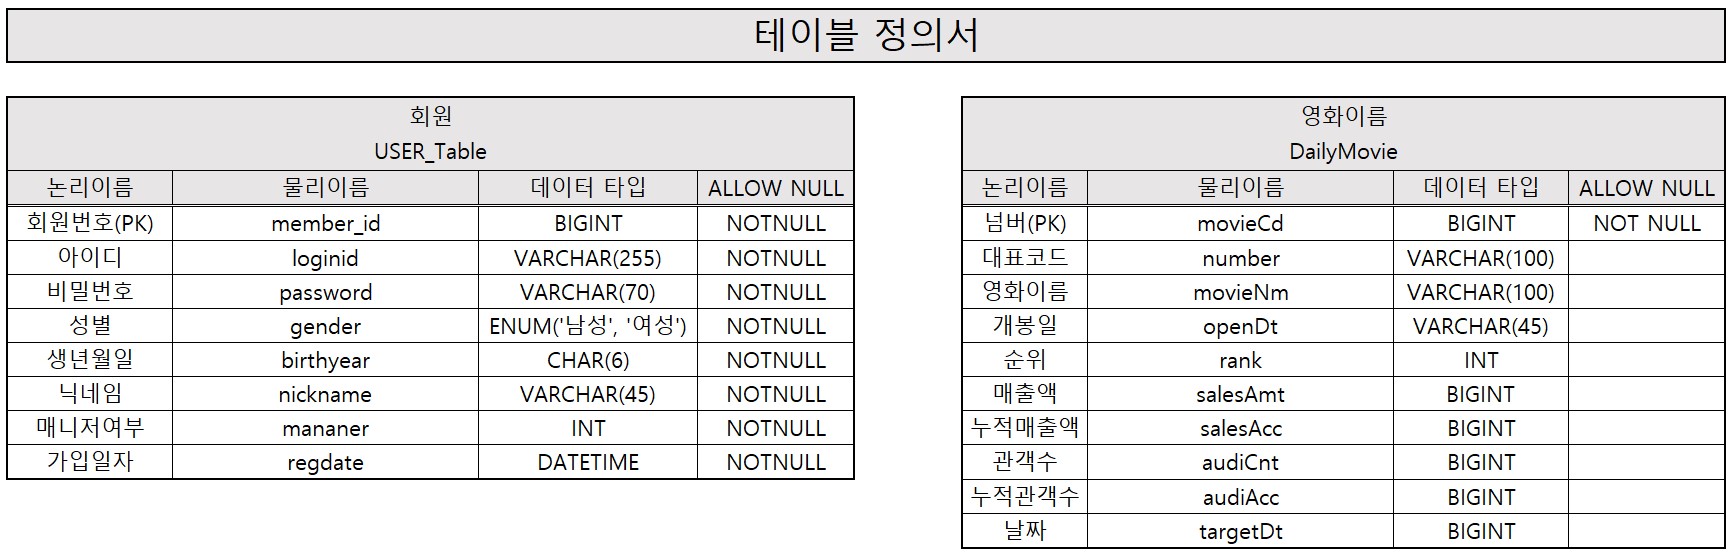 테이블 정의서
회원
USER_Table
논리이름 물리이름 데이터 타입 ALLOW NULL
회원번호(PK) member_id BIGINT NOTNULL
아이디 loginid VARCHAR(255) NOTNULL
비밀번호 password VARCHAR(70) NOTNULL
성별 gender ENUM('남성', '여성') NOTNULL
생년월일 birthyear CHAR(6) NOTNULL
닉네임 nickname VARCHAR(45) NOTNULL
매니저여부 mananer INT NOTNULL
가입일자 regdate DATETIME NOTNULL
영화이름
DailyMovie
논리이름 물리이름 데이터 타입 ALLOW NULL
넘버(PK) movieCd BIGINT NOT NULL
대표코드 number VARCHAR(100)
영화이름 movieNm VARCHAR(100)
개봉일 openDt VARCHAR(45)
순위 rank INT
매출액 salesAmt BIGINT
누적매출액 salesAcc BIGINT
관객수 audiCnt BIGINT
누적관객수 audiAcc BIGINT
날짜 targetDt BIGINT